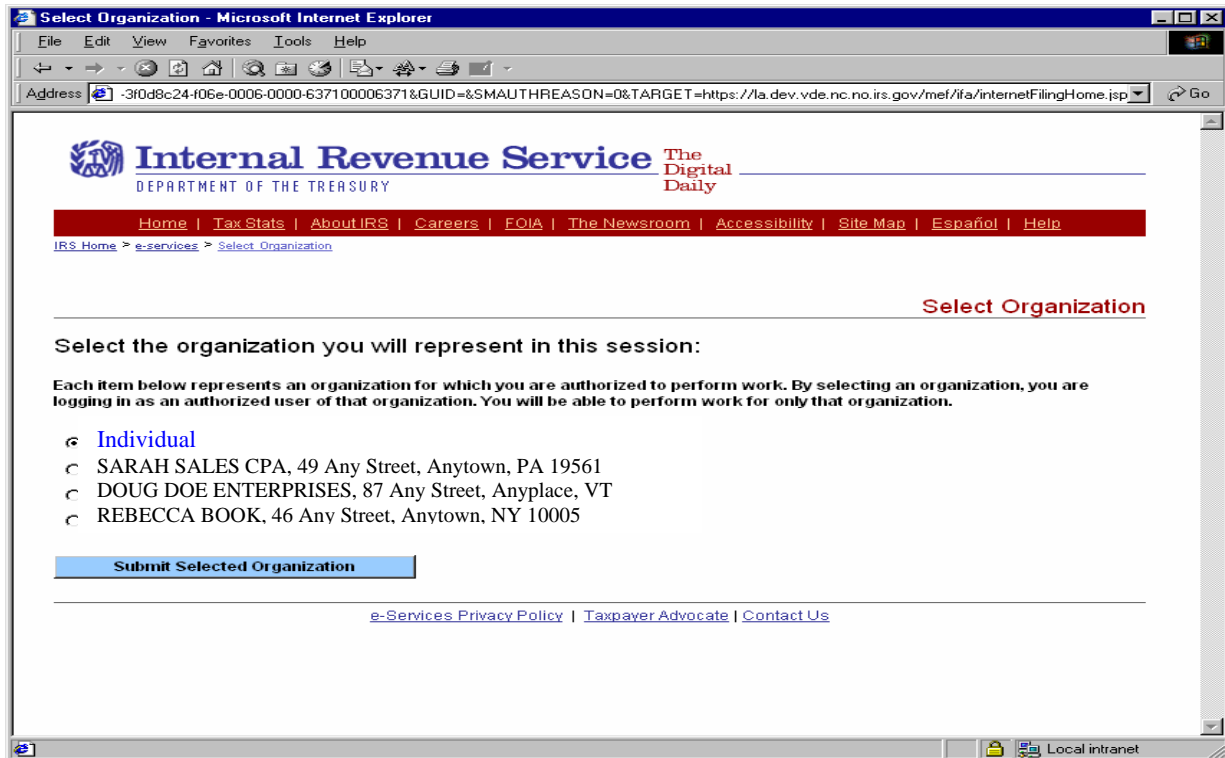 Select Organization - Microsoft Internet Explorer
File Edit View Favorites Tools Help
Address -3f0d8c24-f06e-0006-0000-637100006371&GUID=&SMAUTHREASON=0&TARGET=https://la.dev.vde.nc.no.irs.gov/mef/ifa/internetFilingHome.jsp Go
Internal Revenue Service The
Digital
DEPARTMENT OF THE TREASURY Daily
Home | Tax Stats | About IRS | Careers | FOIA | The Newsroom | Accessibility | Site Map | Español | Help
IRS Home > e-services > Select Organization
Select Organization
Select the organization you will represent in this session:
Each item below represents an organization for which you are authorized to perform work. By selecting an organization, you are
logging in as an authorized user of that organization. You will be able to perform work for only that organization.
Individual
SARAH SALES CPA, 49 Any Street, Anytown, PA 19561
DOUG DOE ENTERPRISES, 87 Any Street, Anyplace, VT
REBECCA BOOK, 46 Any Street, Anytown, NY 10005
Submit Selected Organization
e-Services Privacy Policy | Taxpayer Advocate | Contact Us
Local intranet